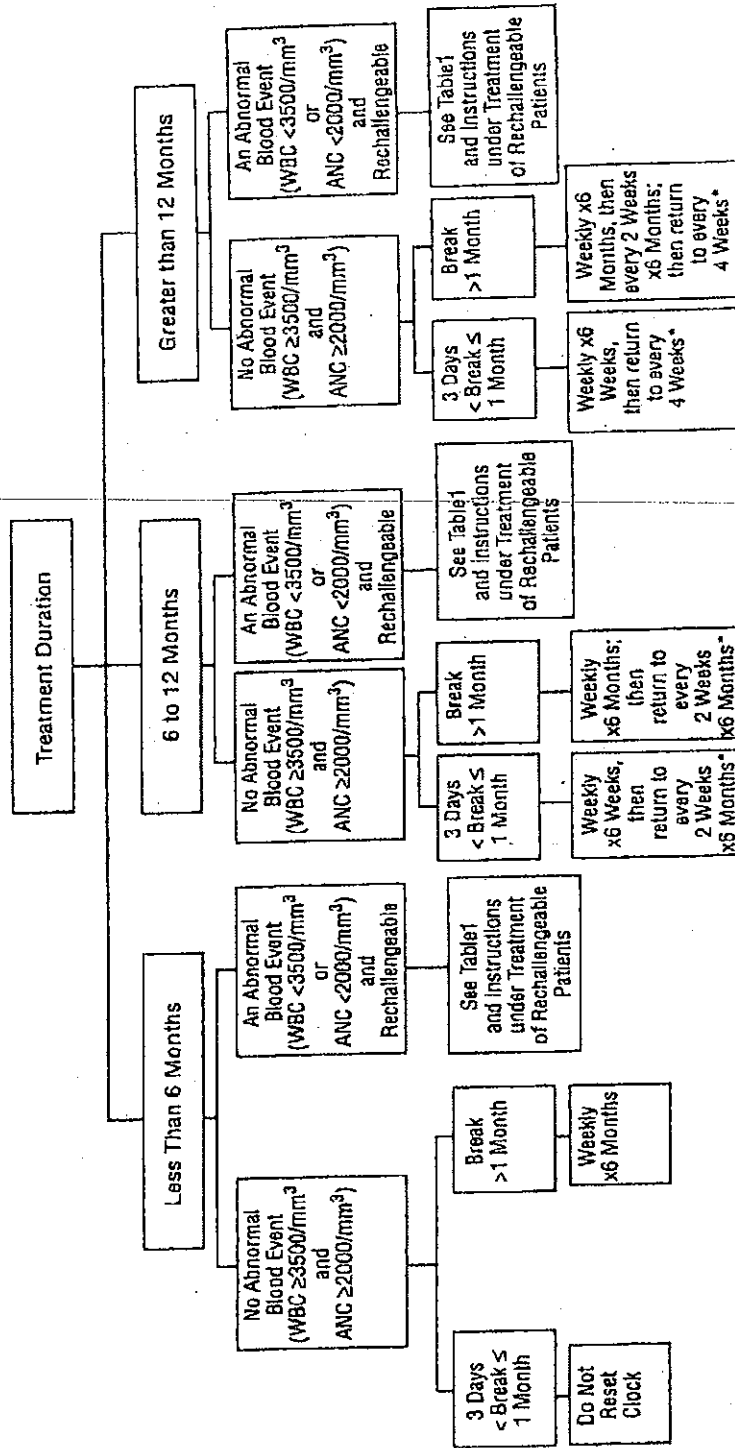 Treatment Duration
Less Than 6 Months
No Abnormal
Blood Event
(WBC ≥3500/mm³
and
ANC ≥2000/mm³)
3 Days
< Break ≤
1 Month
Do Not
Reset
Clock
Break
>1 Month
Weekly
x6 Months
An Abnormal
Blood Event
(WBC <3500/mm³
or
ANC <2000/mm³)
and
Rechallengeable
See Table1
and Instructions
under Treatment
of Rechallengeable
Patients
6 to 12 Months
No Abnormal
Blood Event
(WBC ≥3500/mm³
and
ANC ≥2000/mm³)
3 Days
< Break ≤
1 Month
Weekly
x6 Weeks,
then
return to
every
2 Weeks
x6 Months*
Break
>1 Month
Weekly
x6 Months;
then
return to
every
2 Weeks
x6 Months*
An Abnormal
Blood Event
(WBC <3500/mm³
or
ANC <2000/mm³)
and
Rechallengeable
See Table1
and Instructions
under Treatment
of Rechallengeable
Patients
Greater than 12 Months
No Abnormal
Blood Event
(WBC ≥3500/mm³
and
ANC ≥2000/mm³)
3 Days
< Break ≤
1 Month
Weekly x6
Weeks,
then return
to every
4 Weeks*
Break
>1 Month
Weekly x6
Months, then
every 2 Weeks
x6 Months;
then return
to every
4 Weeks*
An Abnormal
Blood Event
(WBC <3500/mm³
or
ANC <2000/mm³)
and
Rechallengeable
See Table1
and Instructions
under Treatment
of Rechallengeable
Patients